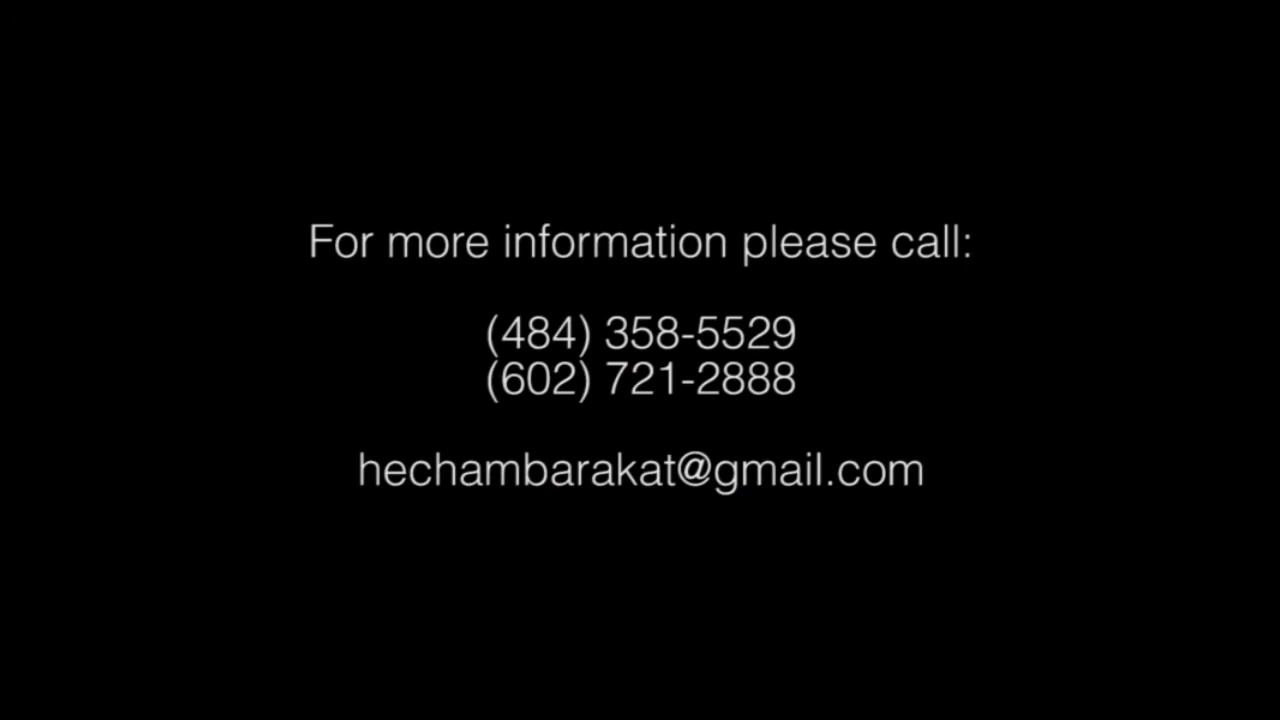 For more information please call:
(484) 358-5529
(602) 721-2888
hechambarakat@gmail.com